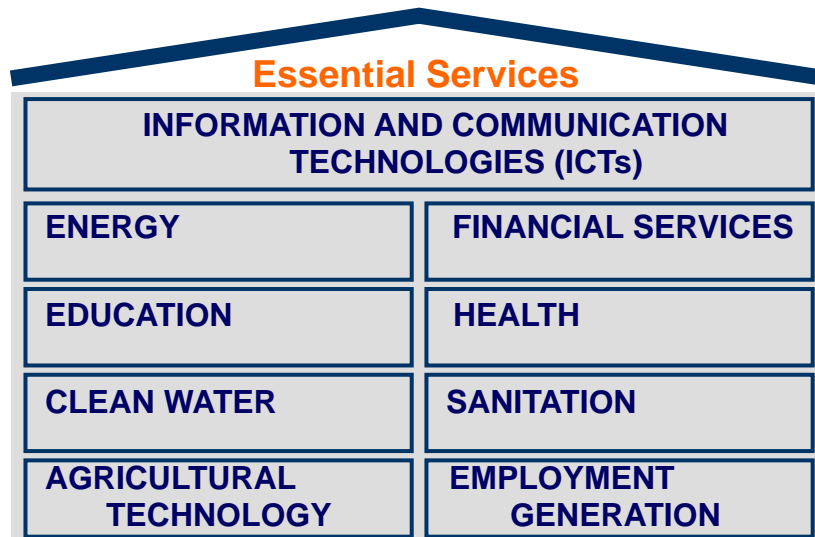 Essential Services
INFORMATION AND COMMUNICATION
TECHNOLOGIES (ICTs)
ENERGY
FINANCIAL SERVICES
EDUCATION
HEALTH
CLEAN WATER
SANITATION
AGRICULTURAL
TECHNOLOGY
EMPLOYMENT
GENERATION